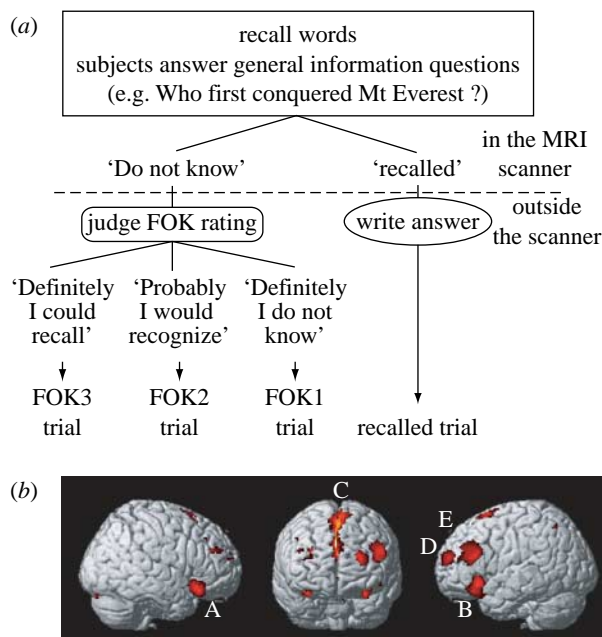 (a)
recall words
subjects answer general information questions
(e.g. Who first conquered Mt Everest ?)
'Do not know'
'recalled'
in the MRI
scanner
judge FOK rating
write answer
outside
the scanner
'Definitely
I could
recall'
'Probably
I would
recognize'
'Definitely
I do not
know'
FOK3
trial
FOK2
trial
FOK1
trial
recalled trial
(b)
A
C
E
D
B